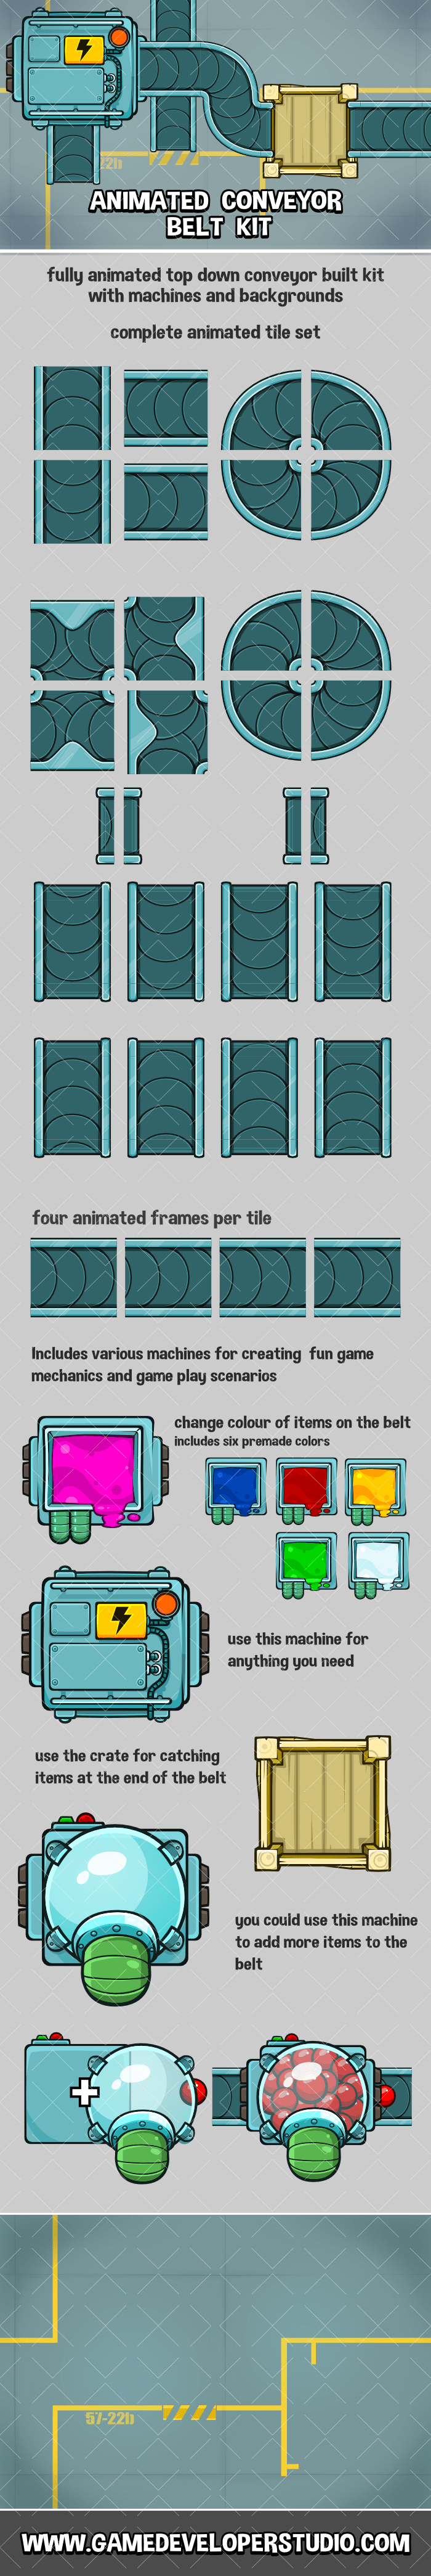 72b
ANIMATED CONVEYOR
BELT KIT
fully animated top down conveyor built kit
with machines and backgrounds
complete animated tile set
four animated frames per tile
Includes various machines for creating fun game
mechanics and game play scenarios
change colour of items on the belt
includes six premade colors
use this machine for
anything you need
use the crate for catching
items at the end of the belt
you could use this machine
to add more items to the
belt
57-22b
WWW.GAMEDEVELOPERSTUDIO.COM